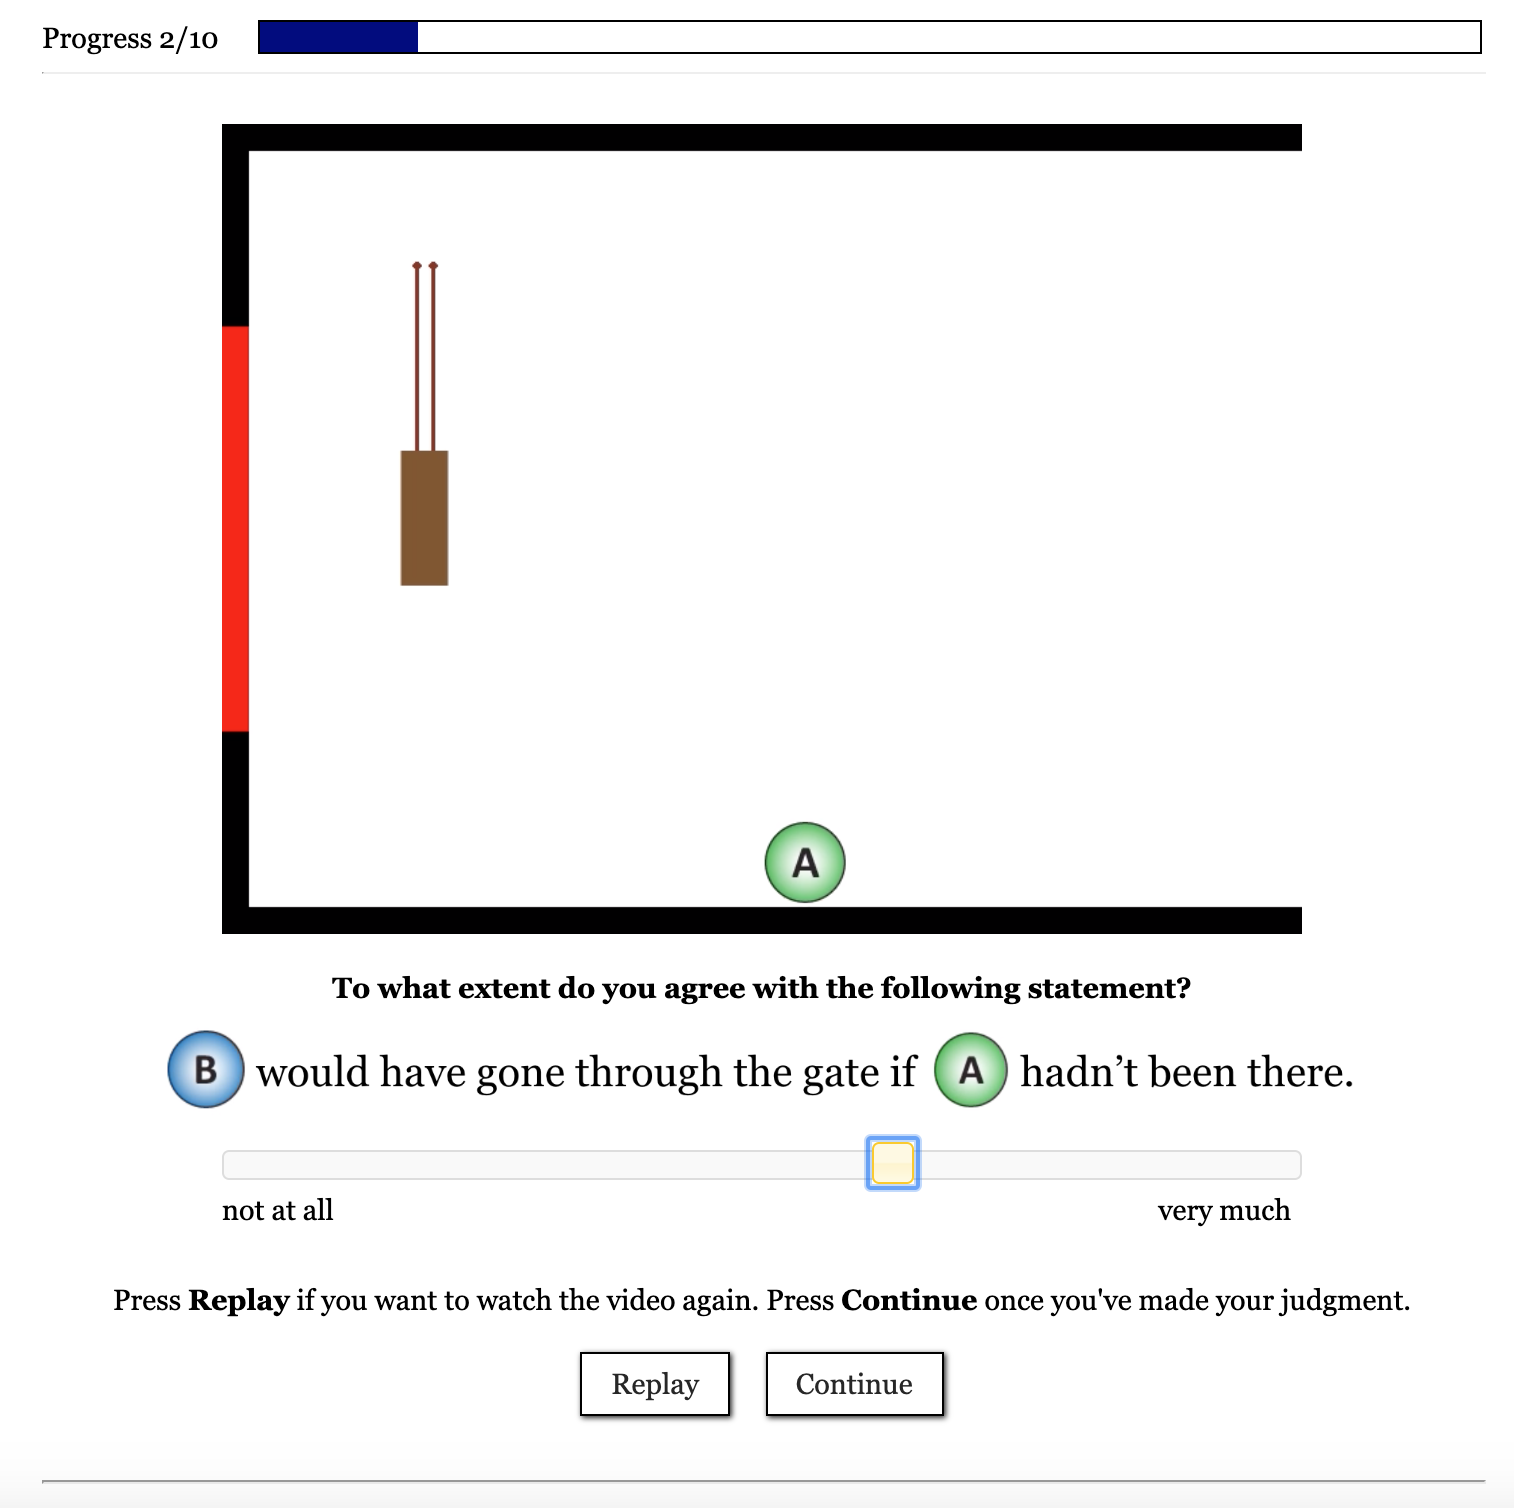 Progress 2/10
A
To what extent do you agree with the following statement?
B would have gone through the gate if A hadn’t been there.
not at all very much
Press Replay if you want to watch the video again. Press Continue once you've made your judgment.
Replay Continue